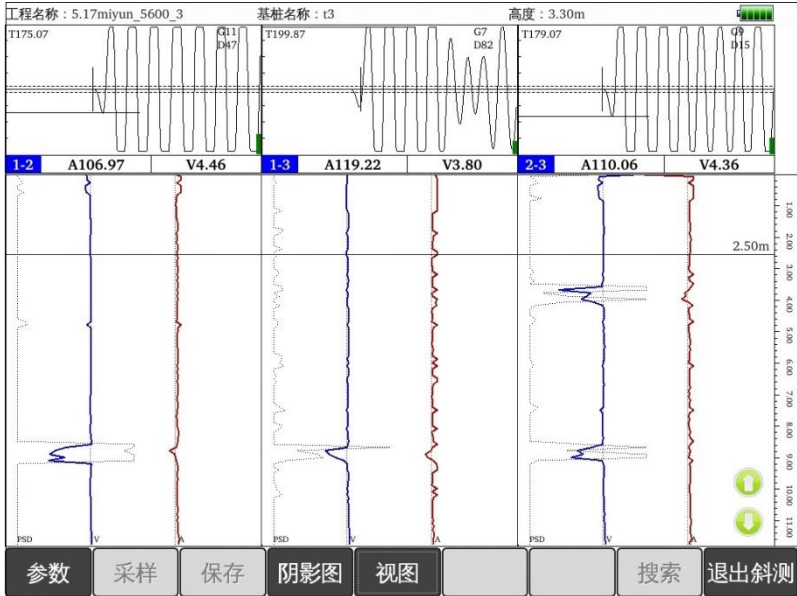 工程名称：5.17miyun_5600_3 基桩名称：t3 高度：3.30m
T175.07 G11 D47
T199.87 G7 D82
T179.07 G9 D15
1-2 A106.97 V4.46
1-3 A119.22 V3.80
2-3 A110.06 V4.36
1.00
2.00
2.50m
3.00
4.00
5.00
6.00
7.00
8.00
9.00
10.00
11.00
PSD V A
PSD V A
PSD V A
参数 采样 保存 阴影图 视图 搜索 退出斜测